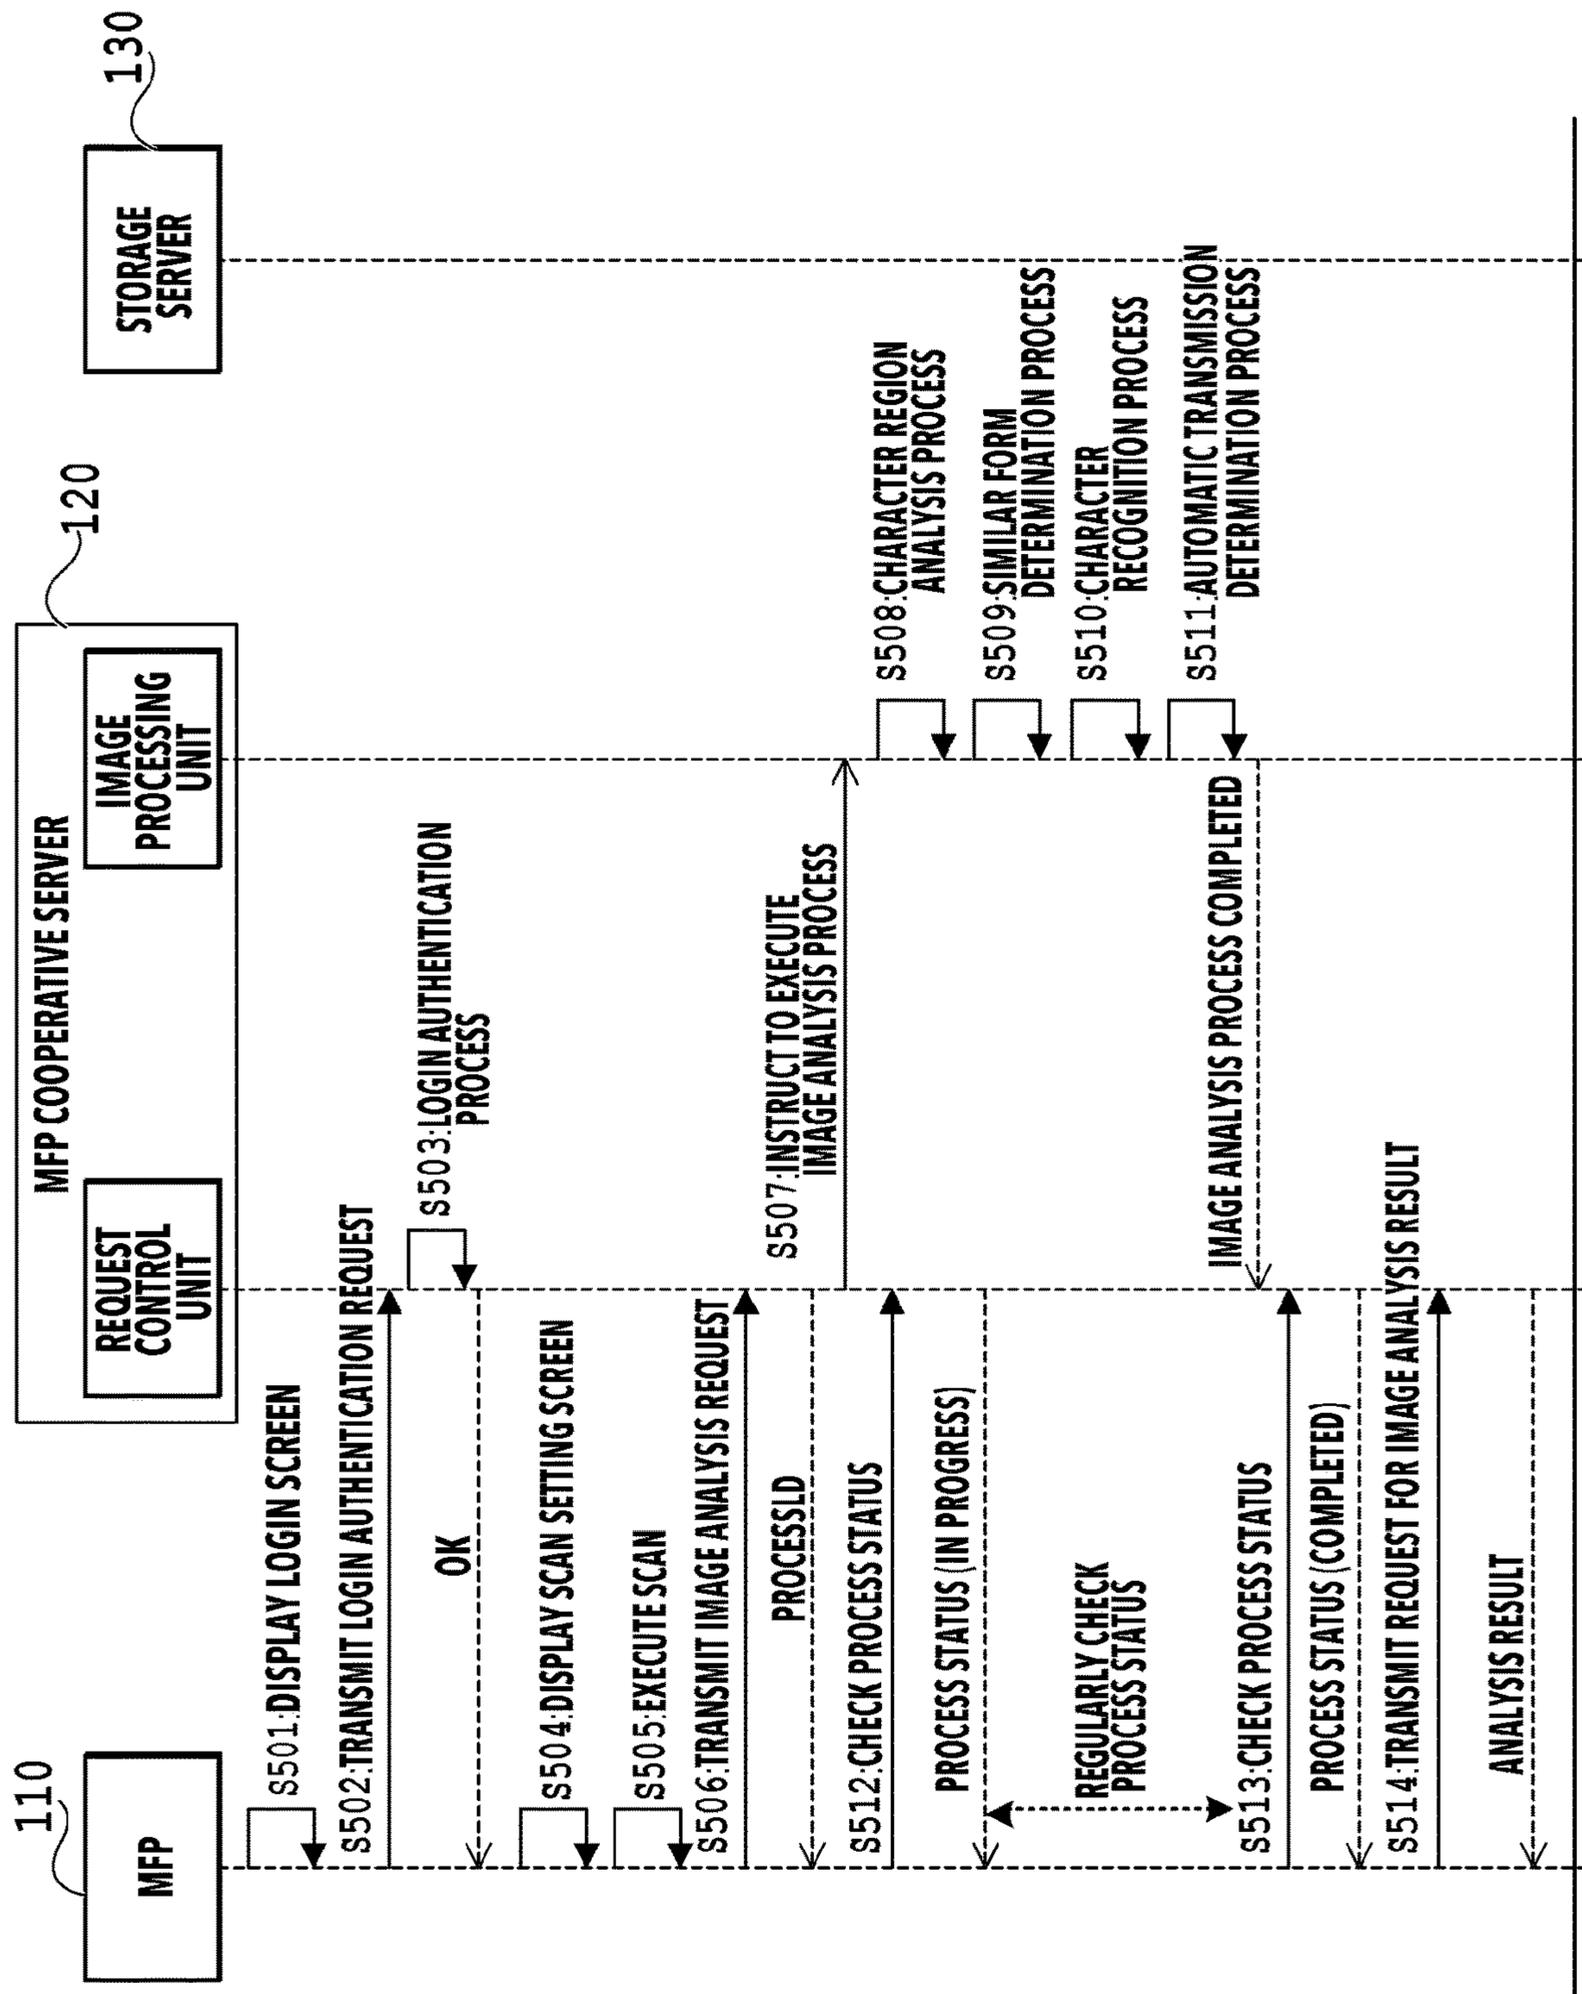 110
MFP
MFP COOPERATIVE SERVER
120
REQUEST
CONTROL
UNIT
IMAGE
PROCESSING
UNIT
130
STORAGE
SERVER
S501:DISPLAY LOGIN SCREEN
S502:TRANSMIT LOGIN AUTHENTICATION REQUEST
S503:LOGIN AUTHENTICATION
PROCESS
OK
S504:DISPLAY SCAN SETTING SCREEN
S505:EXECUTE SCAN
S506:TRANSMIT IMAGE ANALYSIS REQUEST
PROCESSLD
S507:INSTRUCT TO EXECUTE
IMAGE ANALYSIS PROCESS
S512:CHECK PROCESS STATUS
S508:CHARACTER REGION
ANALYSIS PROCESS
PROCESS STATUS (IN PROGRESS)
S509:SIMILAR FORM
DETERMINATION PROCESS
REGULARLY CHECK
PROCESS STATUS
S510:CHARACTER
RECOGNITION PROCESS
S511:AUTOMATIC TRANSMISSION
DETERMINATION PROCESS
IMAGE ANALYSIS PROCESS COMPLETED
S513:CHECK PROCESS STATUS
PROCESS STATUS (COMPLETED)
S514:TRANSMIT REQUEST FOR IMAGE ANALYSIS RESULT
ANALYSIS RESULT